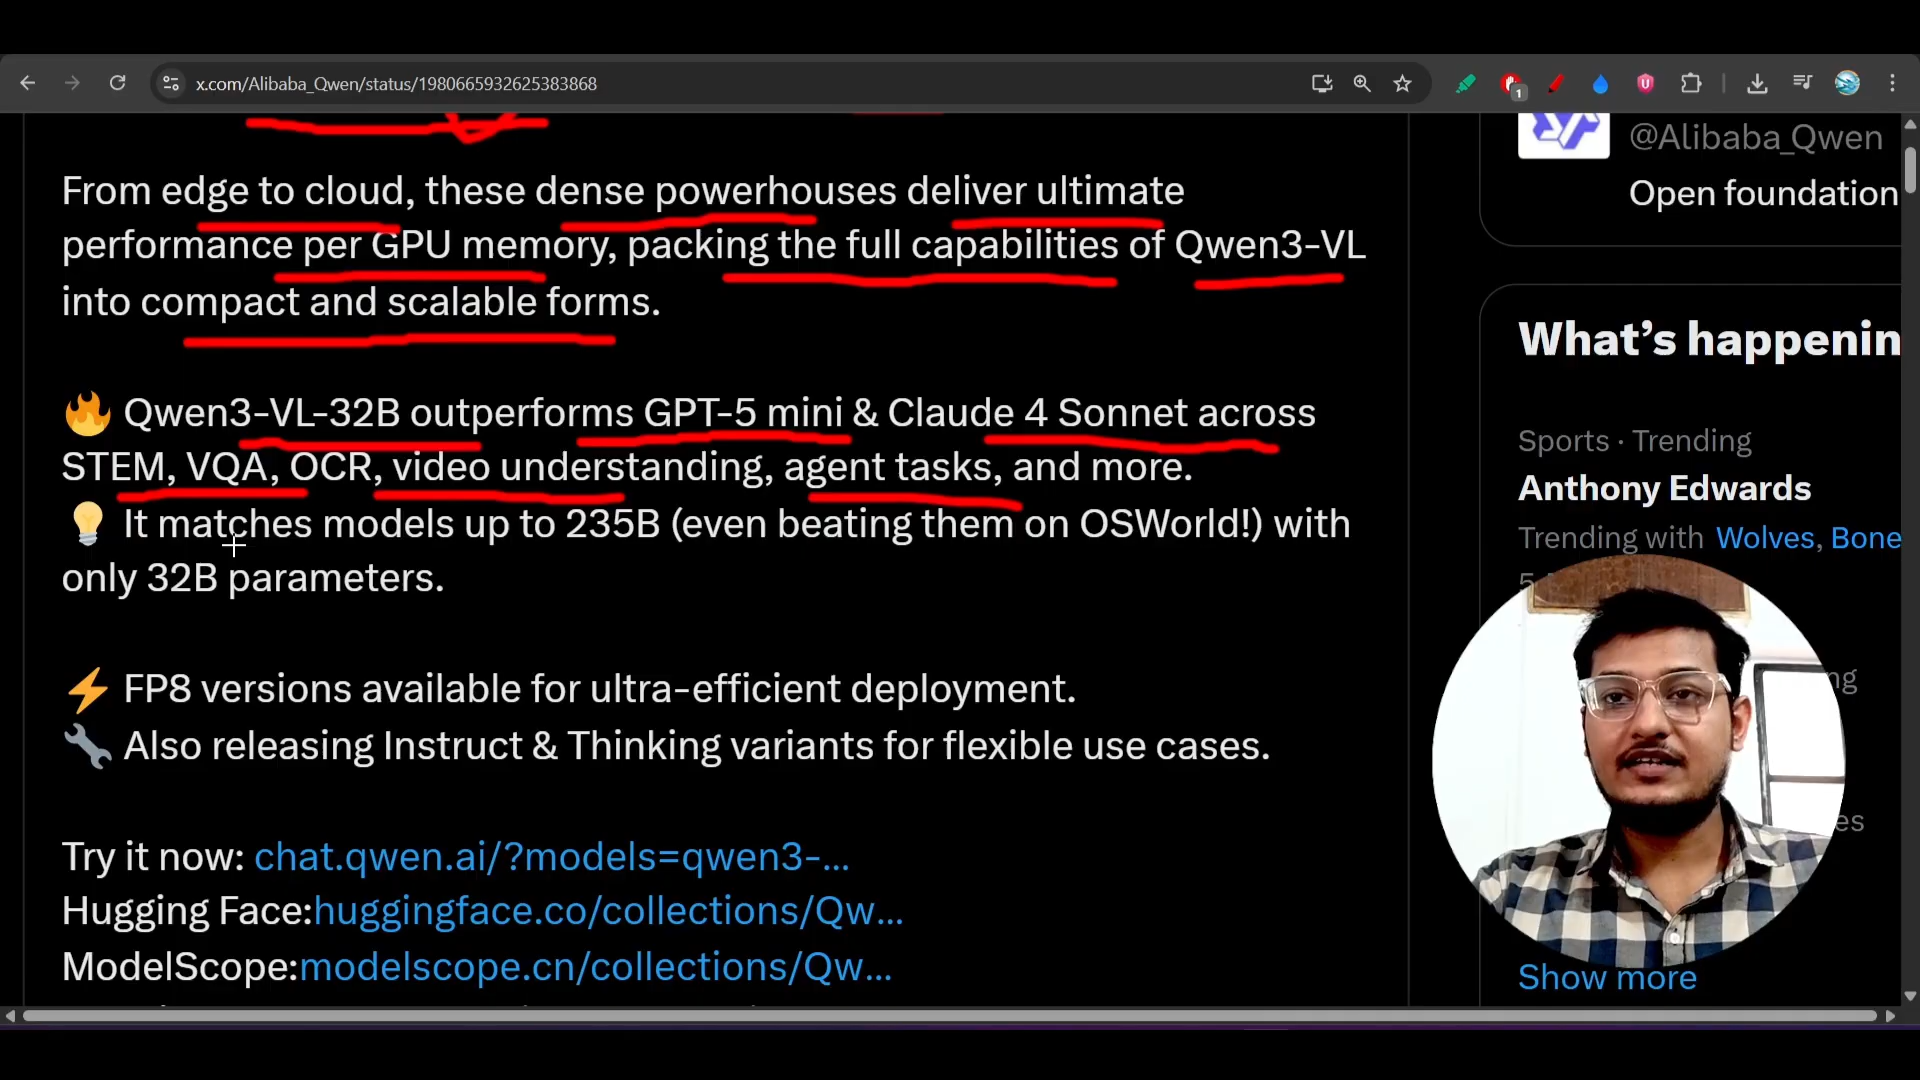 x.com/Alibaba_Qwen/status/1980665932625383868
1
From edge to cloud, these dense powerhouses deliver ultimate
performance per GPU memory, packing the full capabilities of Qwen3-VL
into compact and scalable forms.
🔥 Qwen3-VL-32B outperforms GPT-5 mini & Claude 4 Sonnet across
STEM, VQA, OCR, video understanding, agent tasks, and more.
💡 It matches models up to 235B (even beating them on OSWorld!) with
only 32B parameters.
⚡ FP8 versions available for ultra-efficient deployment.
🔧 Also releasing Instruct & Thinking variants for flexible use cases.
Try it now: chat.qwen.ai/?models=qwen3-...
Hugging Face:huggingface.co/collections/Qw...
ModelScope:modelscope.cn/collections/Qw...
@Alibaba_Qwen
Open foundation
What’s happenin
Sports · Trending
Anthony Edwards
Trending with Wolves, Bone
Show more